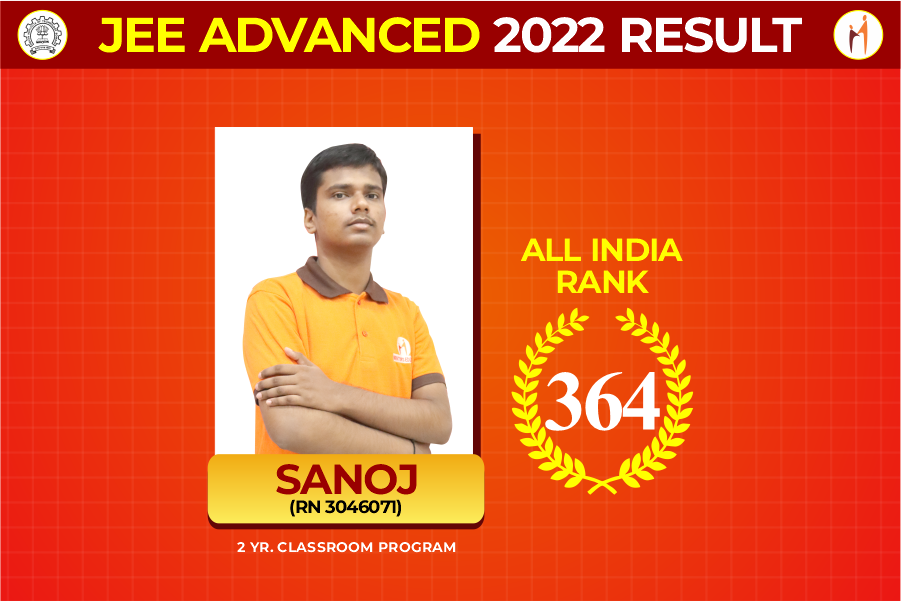 JEE ADVANCED 2022 RESULT
ALL INDIA
RANK
364
SANOJ
(RN 3046071)
2 YR. CLASSROOM PROGRAM